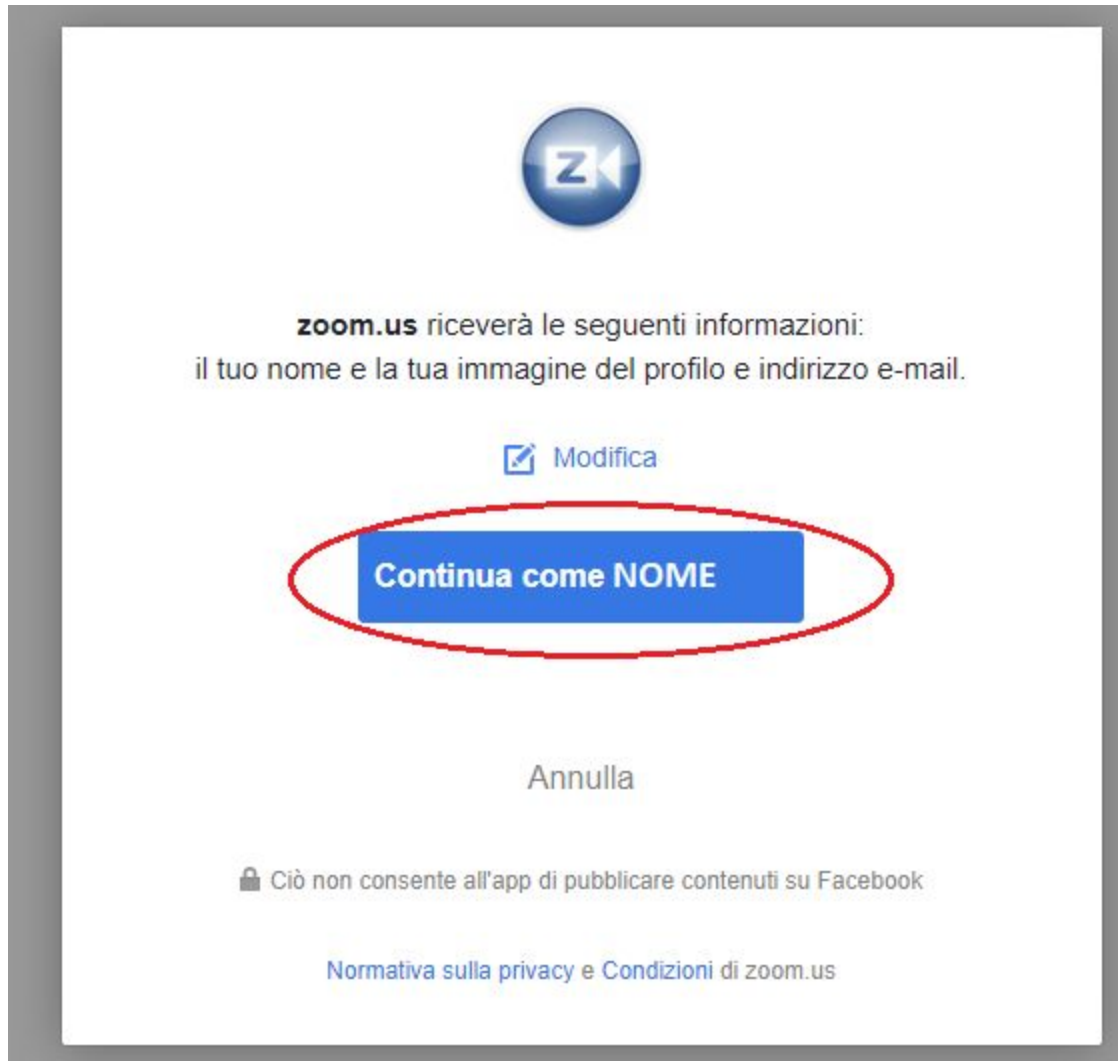 Z
zoom.us riceverà le seguenti informazioni:
il tuo nome e la tua immagine del profilo e indirizzo e-mail.
Modifica
Continua come NOME
Annulla
Ciò non consente all'app di pubblicare contenuti su Facebook
Normativa sulla privacy e Condizioni di zoom.us